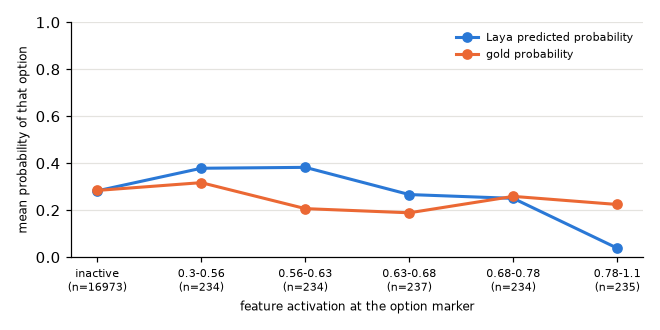 1.0
0.8
0.6
0.4
0.2
0.0
mean probability of that option
Laya predicted probability
gold probability
inactive
(n=16973)
0.3-0.56
(n=234)
0.56-0.63
(n=234)
0.63-0.68
(n=237)
0.68-0.78
(n=234)
0.78-1.1
(n=235)
feature activation at the option marker